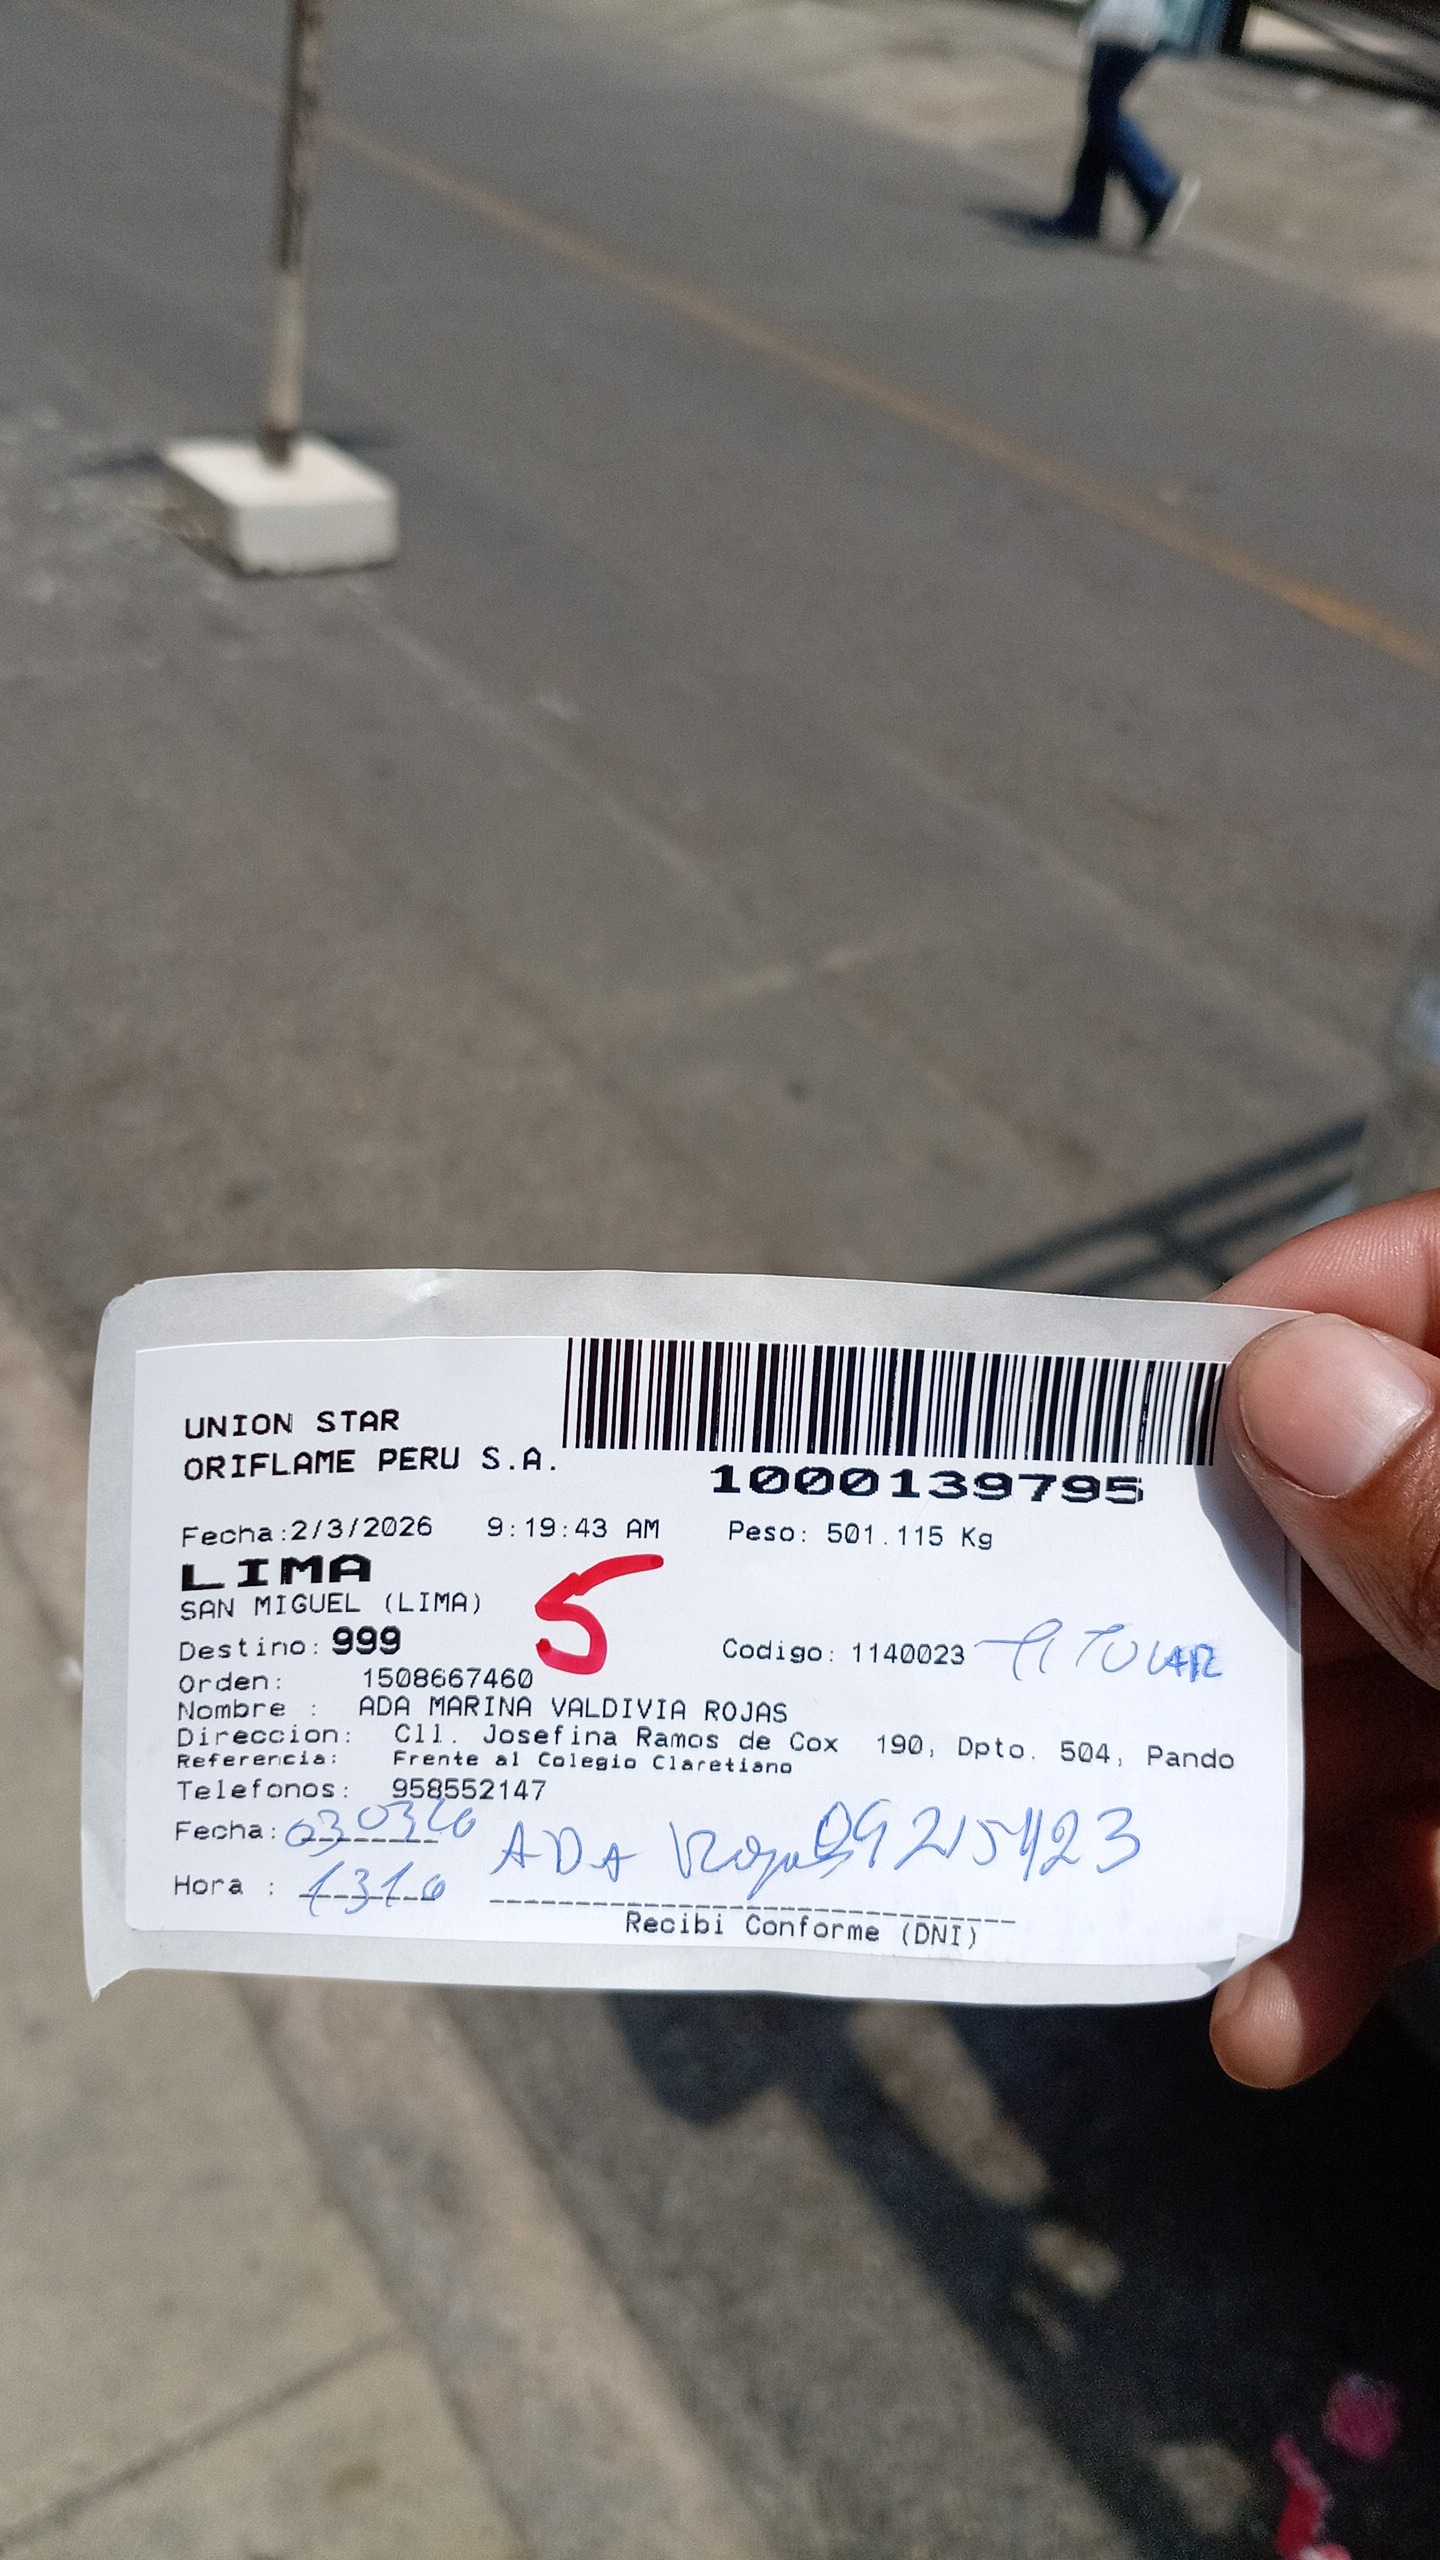 UNION STAR
ORIFLAME PERU S.A.
1000139795
Fecha:2/3/2026 9:19:43 AM Peso: 501.115 Kg
LIMA
SAN MIGUEL (LIMA)
5
Destino: 999 Codigo: 1140023 TITULAR
Orden: 1508667460
Nombre : ADA MARINA VALDIVIA ROJAS
Direccion: Cll. Josefina Ramos de Cox 190, Dpto. 504, Pando
Referencia: Frente al Colegio Claretiano
Telefonos: 958552147
Fecha: ADA
Hora : 1310
Recibi Conforme (DNI)